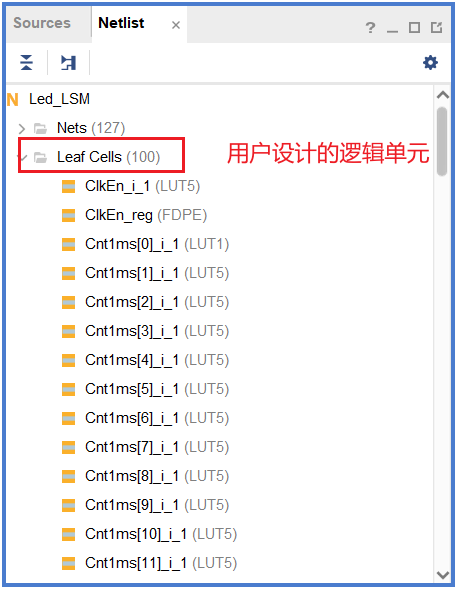 Sources
Netlist
Led_LSM
Nets (127)
Leaf Cells (100)
用户设计的逻辑单元
ClkEn_i_1 (LUT5)
ClkEn_reg (FDPE)
Cnt1ms[0]_i_1 (LUT1)
Cnt1ms[1]_i_1 (LUT5)
Cnt1ms[2]_i_1 (LUT5)
Cnt1ms[3]_i_1 (LUT5)
Cnt1ms[4]_i_1 (LUT5)
Cnt1ms[5]_i_1 (LUT5)
Cnt1ms[6]_i_1 (LUT5)
Cnt1ms[7]_i_1 (LUT5)
Cnt1ms[8]_i_1 (LUT5)
Cnt1ms[9]_i_1 (LUT5)
Cnt1ms[10]_i_1 (LUT5)
Cnt1ms[11]_i_1 (LUT5)